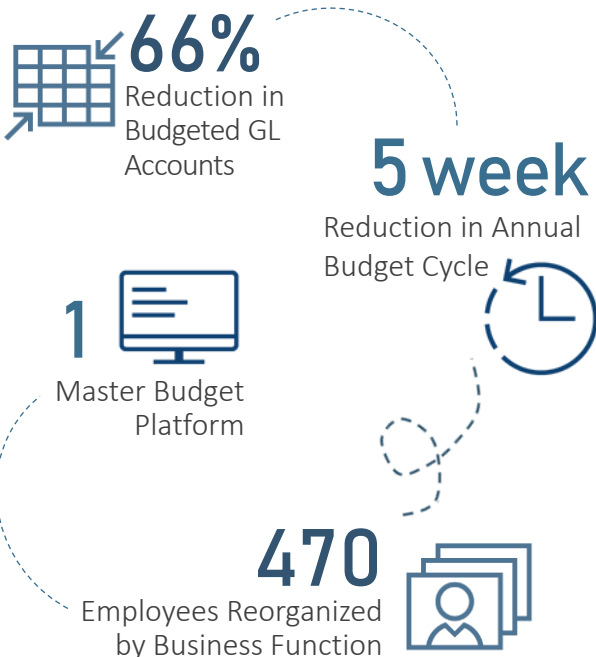 66%
Reduction in
Budgeted GL
Accounts
5 week
Reduction in Annual
Budget Cycle
1
Master Budget
Platform
470
Employees Reorganized
by Business Function